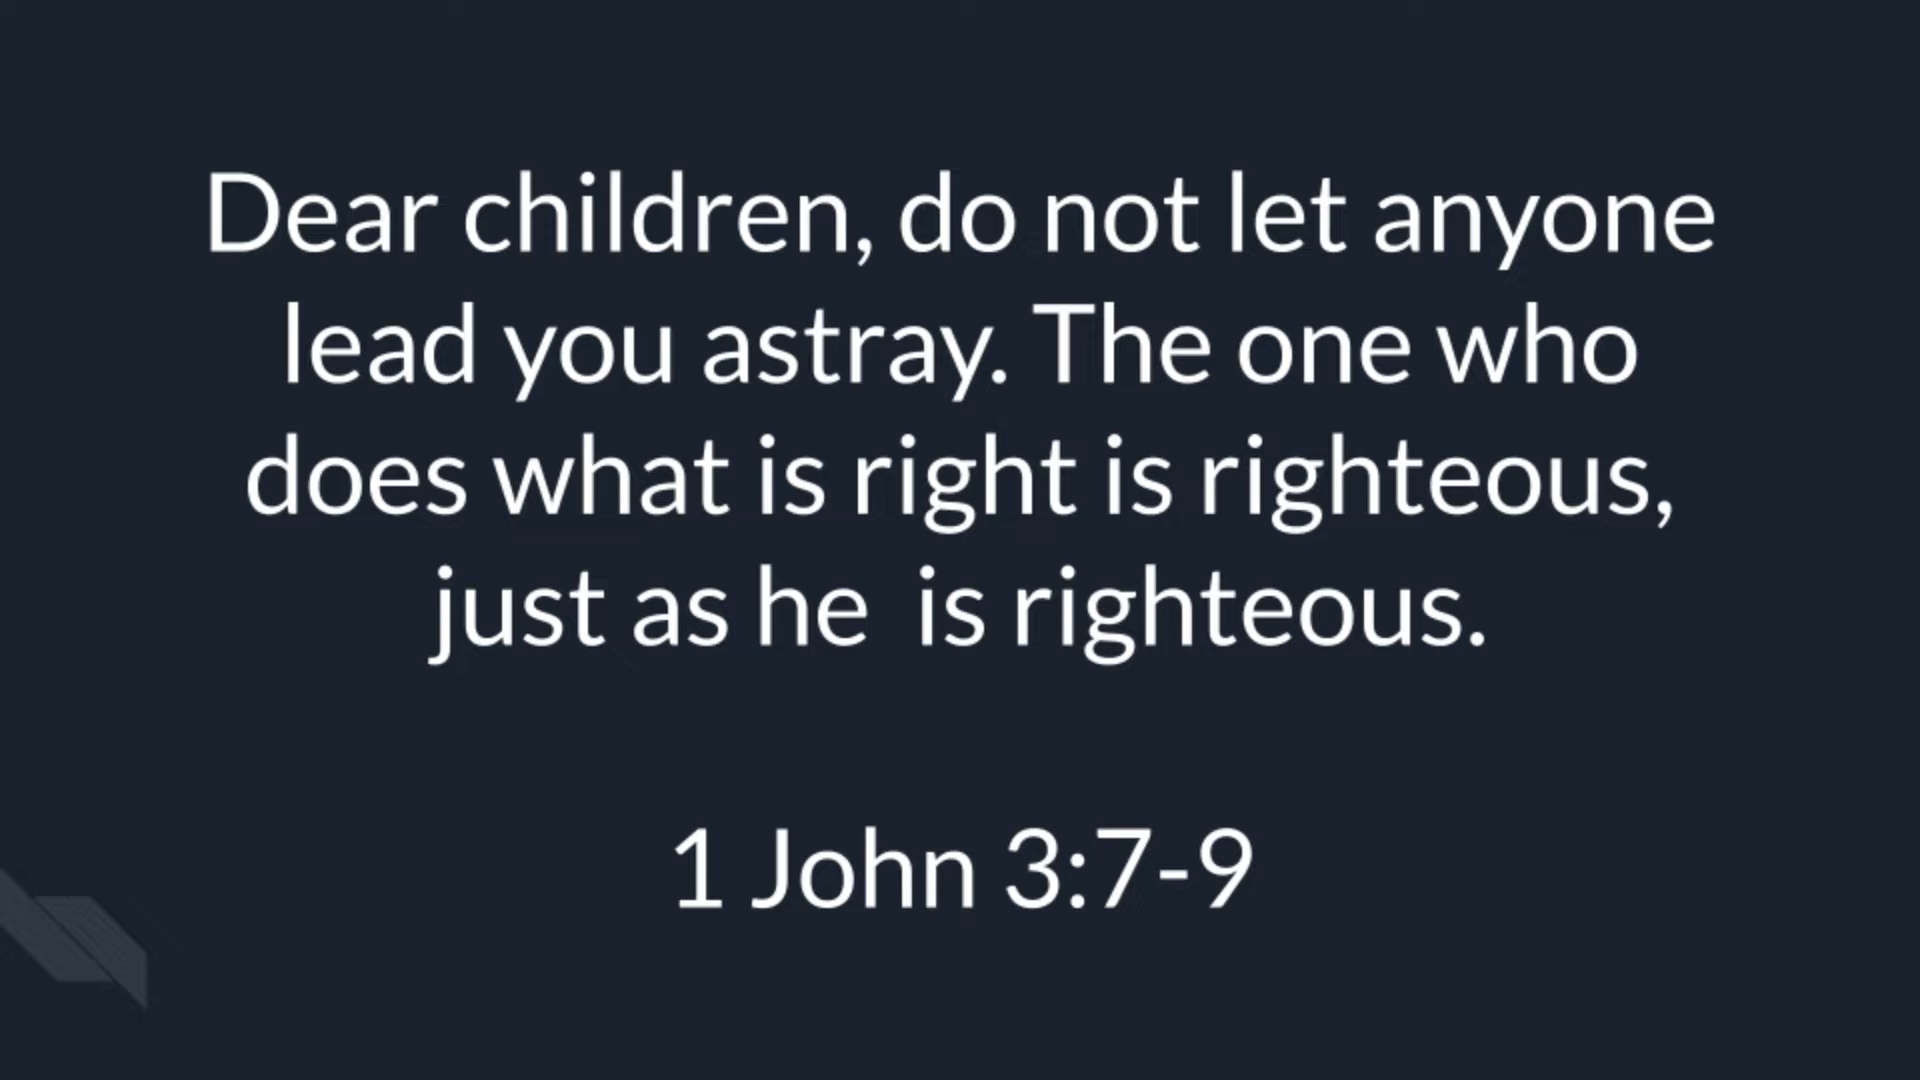 Dear children, do not let anyone
lead you astray. The one who
does what is right is righteous,
just as he  is righteous.
1 John 3:7-9